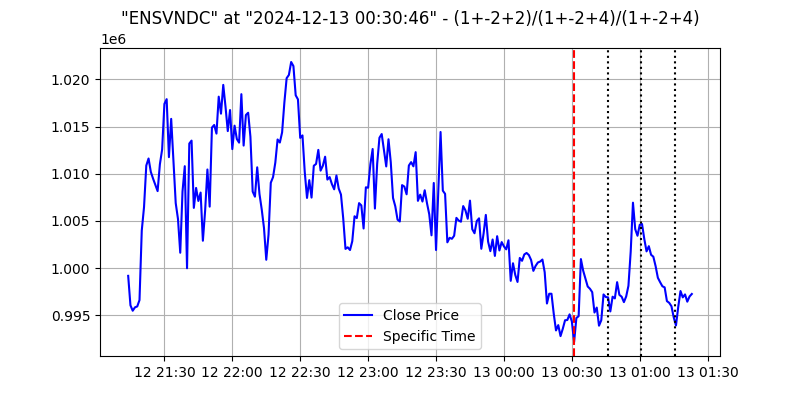 "ENSVNDC" at "2024-12-13 00:30:46" - (1+-2+2)/(1+-2+4)/(1+-2+4)
1e6
1.020
1.015
1.010
1.005
1.000
0.995
Close Price
Specific Time
12 21:30 12 22:00 12 22:30 12 23:00 12 23:30 13 00:00 13 00:30 13 01:00 13 01:30